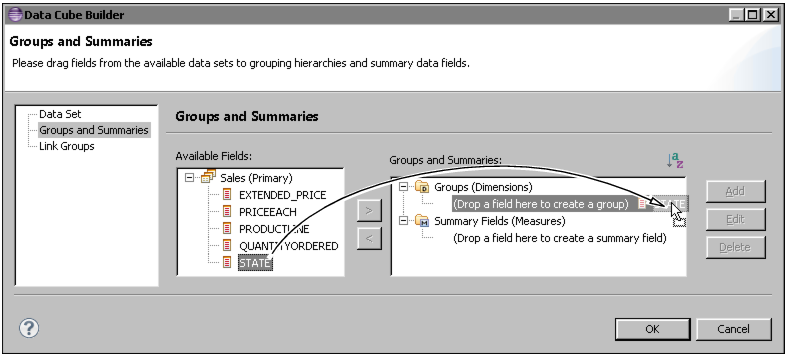 Data Cube Builder
Groups and Summaries
Please drag fields from the available data sets to grouping hierarchies and summary data fields.
Data Set
Groups and Summaries
Link Groups
Groups and Summaries
Available Fields:
Sales (Primary)
EXTENDED_PRICE
PRICEEACH
PRODUCTLINE
QUANTITYORDERED
STATE
>
<
Groups and Summaries:
Groups (Dimensions)
(Drop a field here to create a group)
Summary Fields (Measures)
(Drop a field here to create a summary field)
Add
Edit
Delete
OK
Cancel